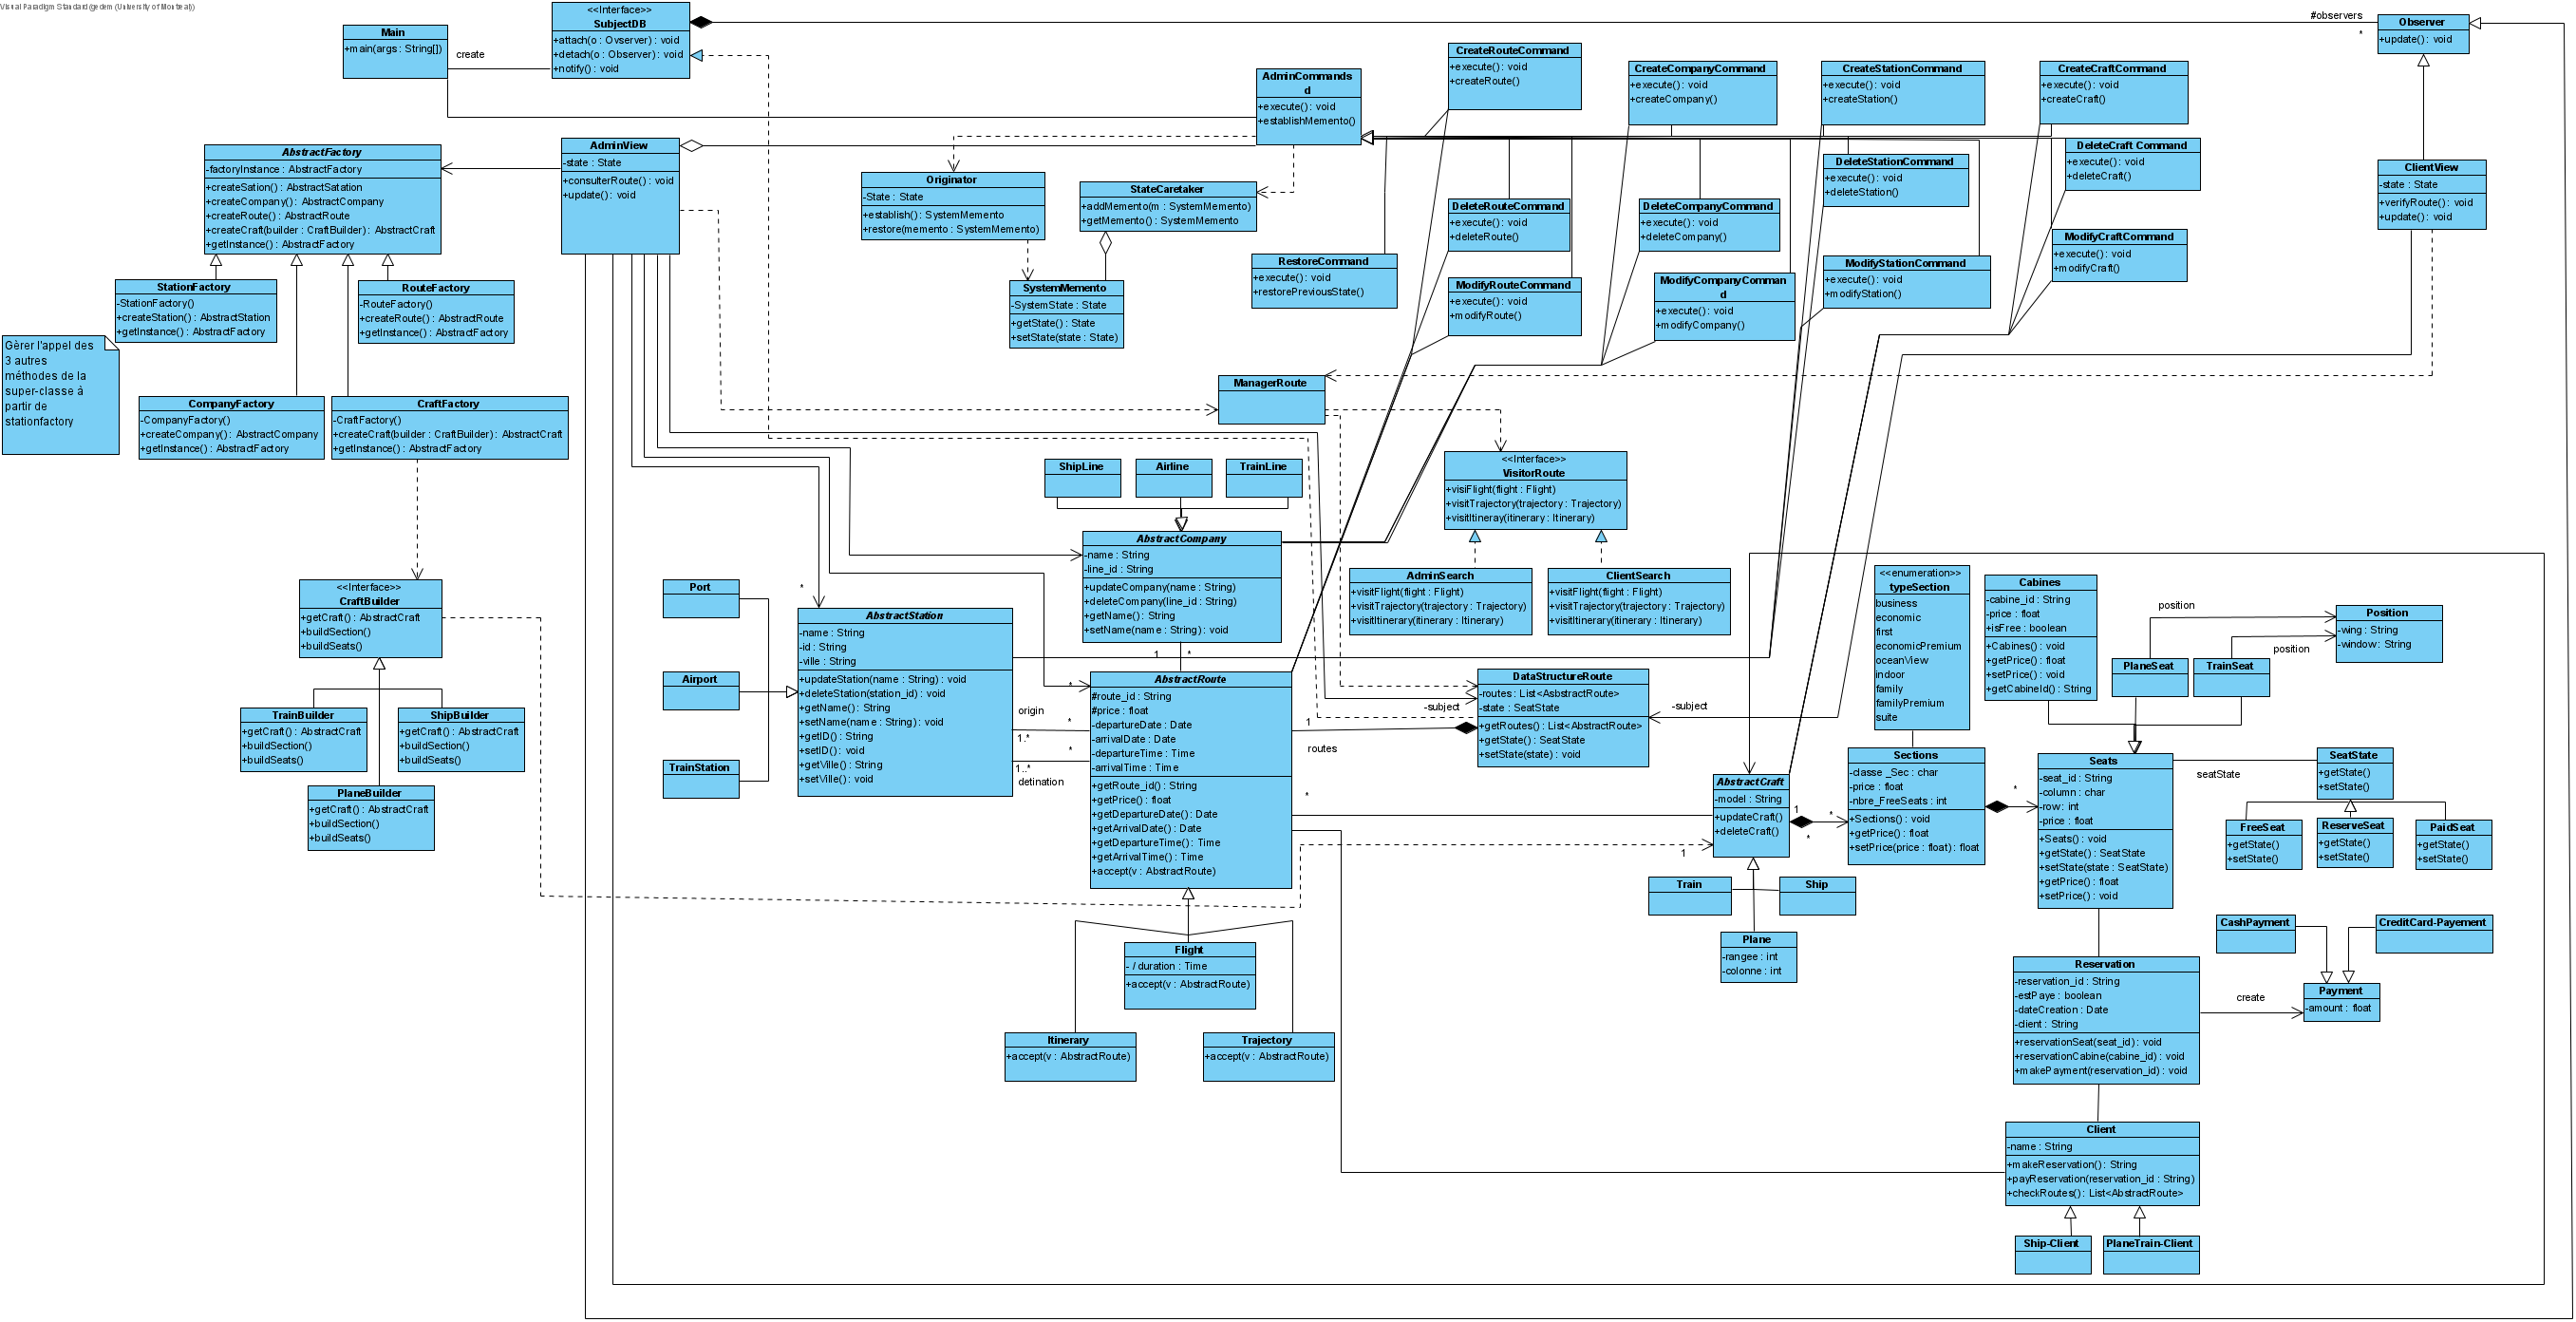 Visual Paradigm Standard (gedem (University of Montreal))
<<Interface>>
SubjectDB
+attach(o : Ovserver) : void
+detach(o : Observer) : void
+notify() : void
#observers
*
Observer
+update() : void
Main
+main(args : String[])
create
AdminCommands
d
+execute() : void
+establishMemento()
CreateRouteCommand
+execute() : void
+createRoute()
CreateCompanyCommand
+execute() : void
+createCompany()
CreateStationCommand
+execute() : void
+createStation()
CreateCraftCommand
+execute() : void
+createCraft()
AbstractFactory
-factoryInstance : AbstractFactory
+createSation() : AbstractSatation
+createCompany() : AbstractCompany
+createRoute() : AbstractRoute
+createCraft(builder : CraftBuilder) : AbstractCraft
+getInstance() : AbstractFactory
AdminView
-state : State
+consulterRoute() : void
+update() : void
Originator
-State : State
+establish() : SystemMemento
+restore(memento : SystemMemento)
StateCaretaker
+addMemento(m : SystemMemento)
+getMemento() : SystemMemento
DeleteRouteCommand
+execute() : void
+deleteRoute()
DeleteCompanyCommand
+execute() : void
+deleteCompany()
DeleteStationCommand
+execute() : void
+deleteStation()
DeleteCraft Command
+execute() : void
+deleteCraft()
ClientView
-state : State
+verifyRoute() : void
+update() : void
StationFactory
-StationFactory()
+createStation() : AbstractStation
+getInstance() : AbstractFactory
RouteFactory
-RouteFactory()
+createRoute() : AbstractRoute
+getInstance() : AbstractFactory
SystemMemento
-SystemState : State
+getState() : State
+setState(state : State)
RestoreCommand
+execute() : void
+restorePreviousState()
ModifyRouteCommand
+execute() : void
+modifyRoute()
ModifyCompanyComman
d
+execute() : void
+modifyCompany()
ModifyStationCommand
+execute() : void
+modifyStation()
ModifyCraftCommand
+execute() : void
+modifyCraft()
Gèrer l'appel des
3 autres
méthodes de la
super-classe à
partir de
stationfactory
CompanyFactory
-CompanyFactory()
+createCompany() : AbstractCompany
+getInstance() : AbstractFactory
CraftFactory
-CraftFactory()
+createCraft(builder : CraftBuilder) : AbstractCraft
+getInstance() : AbstractFactory
ManagerRoute
<<Interface>>
VisitorRoute
+visiFlight(flight : Flight)
+visitTrajectory(trajectory : Trajectory)
+visitItineray(itinerary : Itinerary)
ShipLine
Airline
TrainLine
AbstractCompany
-name : String
-line_id : String
+updateCompany(name : String)
+deleteCompany(line_id : String)
+getName() : String
+setName(name : String) : void
AdminSearch
+visitFlight(flight : Flight)
+visitTrajectory(trajectory : Trajectory)
+visitItinerary(itinerary : Itinerary)
ClientSearch
+visitFlight(flight : Flight)
+visitTrajectory(trajectory : Trajectory)
+visitItinerary(itinerary : Itinerary)
<<enumeration>>
typeSection
business
economic
first
economicPremium
oceanView
indoor
family
familyPremium
suite
Cabines
-cabine_id : String
-price : float
+isFree : boolean
+Cabines() : void
+getPrice() : float
+setPrice() : void
+getCabineId() : String
position
Position
-wing : String
-window : String
position
PlaneSeat
TrainSeat
<<Interface>>
CraftBuilder
+getCraft() : AbstractCraft
+buildSection()
+buildSeats()
TrainBuilder
+getCraft() : AbstractCraft
+buildSection()
+buildSeats()
ShipBuilder
+getCraft() : AbstractCraft
+buildSection()
+buildSeats()
PlaneBuilder
+getCraft() : AbstractCraft
+buildSection()
+buildSeats()
Port
Airport
TrainStation
*
AbstractStation
-name : String
-id : String
-ville : String
+updateStation(name : String) : void
+deleteStation(station_id) : void
+getName() : String
+setName(name : String) : void
+getID() : String
+setID() : void
+getVille() : String
+setVille() : void
origin
1.*
*
1..*
detination
*
1
*
*
AbstractRoute
#route_id : String
#price : float
-departureDate : Date
-arrivalDate : Date
-departureTime : Time
-arrivalTime : Time
+getRoute_id() : String
+getPrice() : float
+getDepartureDate() : Date
+getArrivalDate() : Date
+getDepartureTime() : Time
+getArrivalTime() : Time
+accept(v : AbstractRoute)
1
routes
*
-subject
-subject
DataStructureRoute
-routes : List<AsbstractRoute>
-state : SeatState
+getRoutes() : List<AbstractRoute>
+getState() : SeatState
+setState(state) : void
AbstractCraft
-model : String
+updateCraft()
+deleteCraft()
1
1
*
*
Sections
-classe _Sec : char
-price : float
-nbre_FreeSeats : int
+Sections() : void
+getPrice() : float
+setPrice(price : float) : float
*
Seats
-seat_id : String
-column : char
-row : int
-price : float
+Seats() : void
+getState() : SeatState
+setState(state : SeatState)
+getPrice() : float
+setPrice() : void
seatState
SeatState
+getState()
+setState()
FreeSeat
+getState()
+setState()
ReserveSeat
+getState()
+setState()
PaidSeat
+getState()
+setState()
Train
Ship
Plane
-rangee : int
-colonne : int
Flight
- / duration : Time
+accept(v : AbstractRoute)
Itinerary
+accept(v : AbstractRoute)
Trajectory
+accept(v : AbstractRoute)
CashPayment
CreditCard-Payement
Payment
-amount : float
create
Reservation
-reservation_id : String
-estPaye : boolean
-dateCreation : Date
-client : String
+reservationSeat(seat_id) : void
+reservationCabine(cabine_id) : void
+makePayment(reservation_id) : void
Client
-name : String
+makeReservation() : String
+payReservation(reservation_id : String)
+checkRoutes() : List<AbstractRoute>
Ship-Client
PlaneTrain-Client